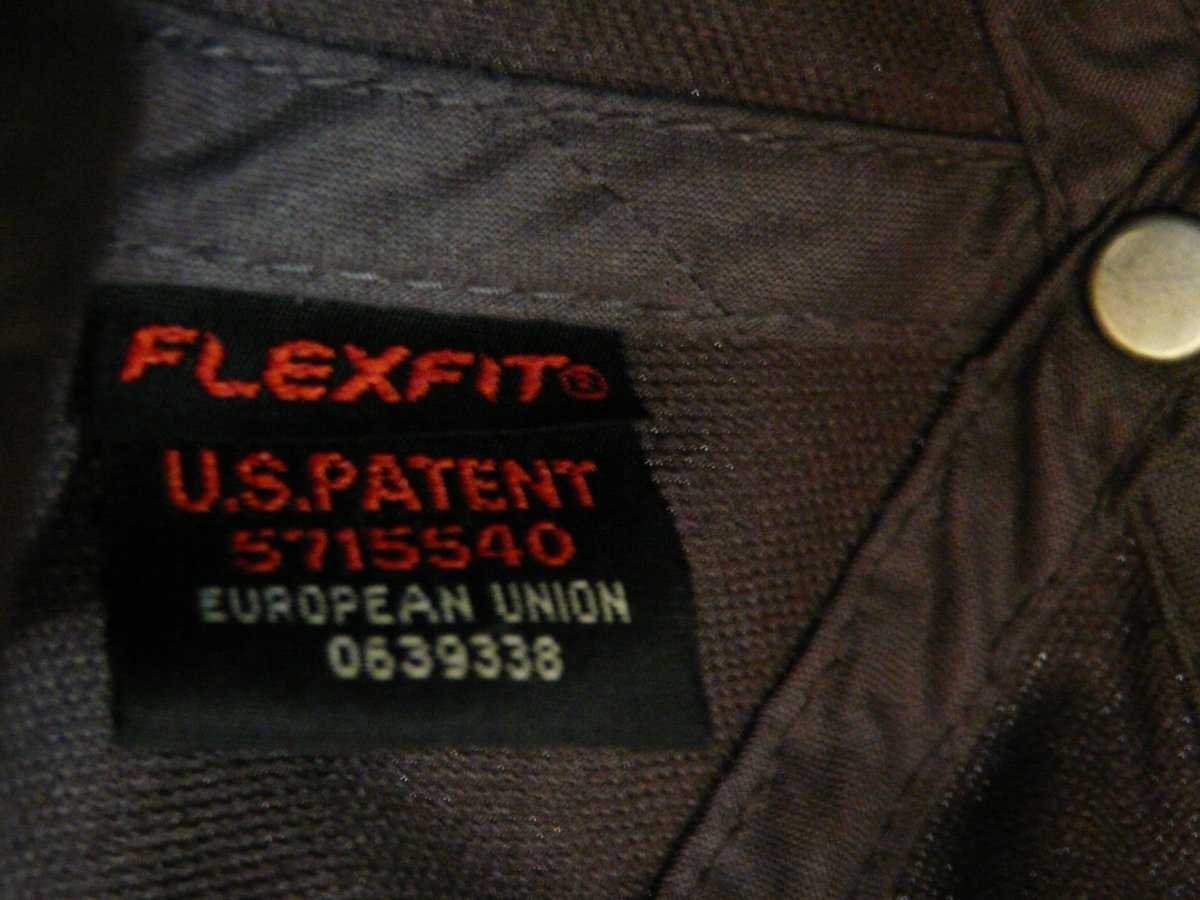 FLEXFIT®
U.S.PATENT
5715540
EUROPEAN UNION
0639338